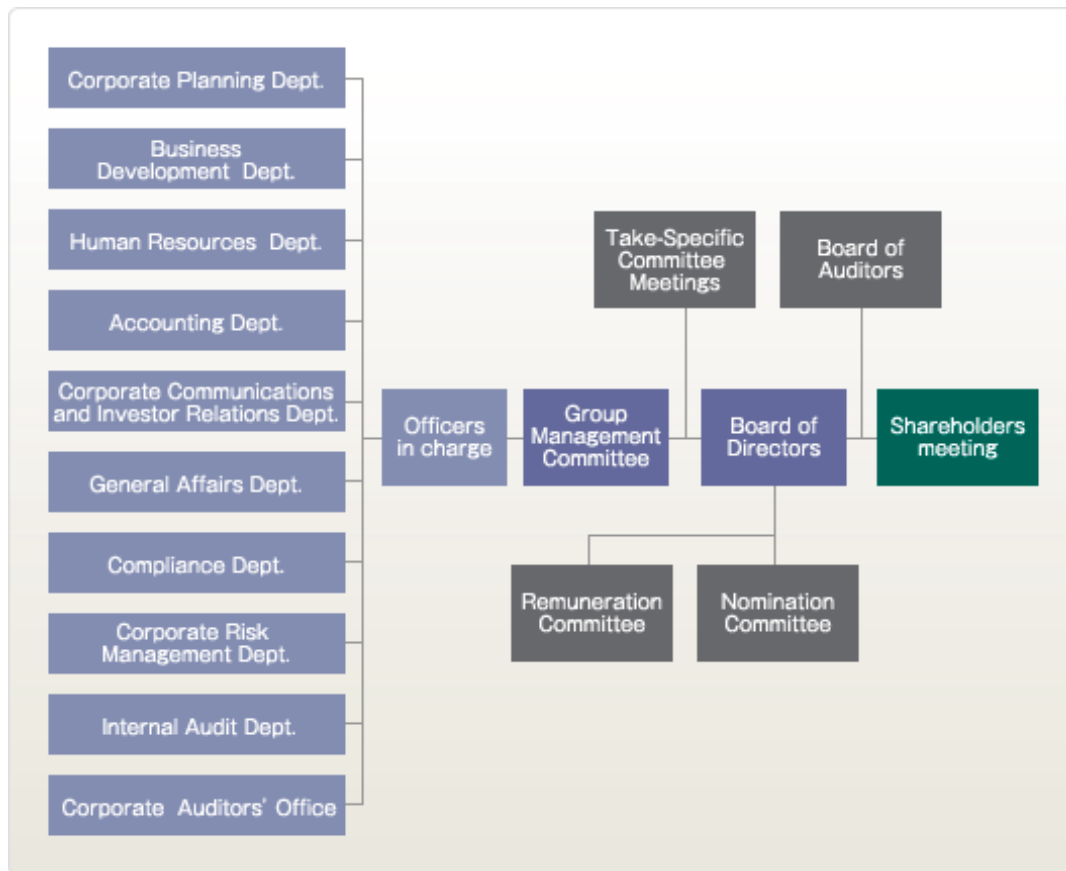 Corporate Planning Dept.
Business
Development Dept.
Human Resources Dept.
Accounting Dept.
Corporate Communications
and Investor Relations Dept.
General Affairs Dept.
Compliance Dept.
Corporate Risk
Management Dept.
Internal Audit Dept.
Corporate Auditors' Office
Officers
in charge
Group
Management
Committee
Take-Specific
Committee
Meetings
Board of
Directors
Board of
Auditors
Shareholders
meeting
Remuneration
Committee
Nomination
Committee